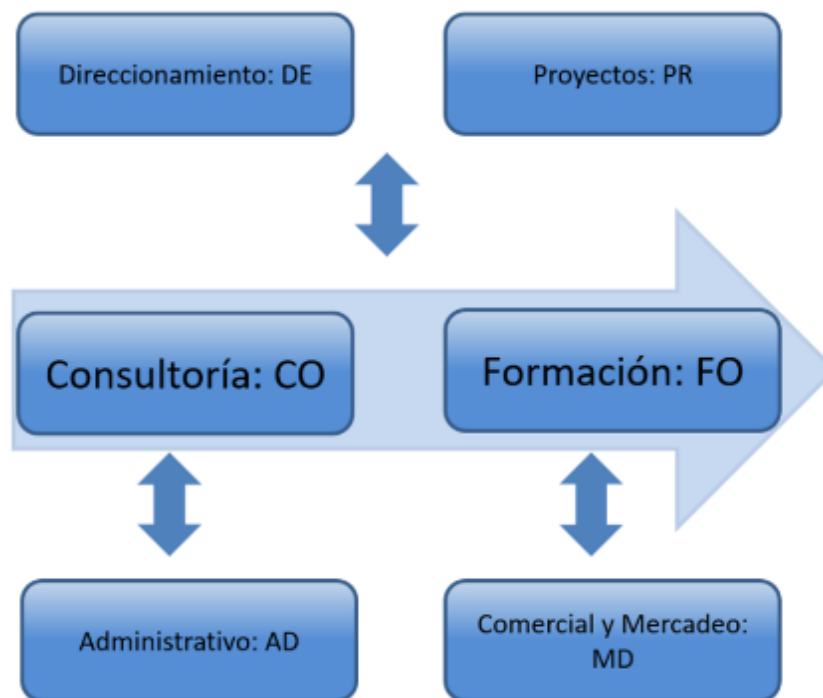 Direccionamiento: DE
Proyectos: PR
Consultoría: CO
Formación: FO
Administrativo: AD
Comercial y Mercadeo:
MD